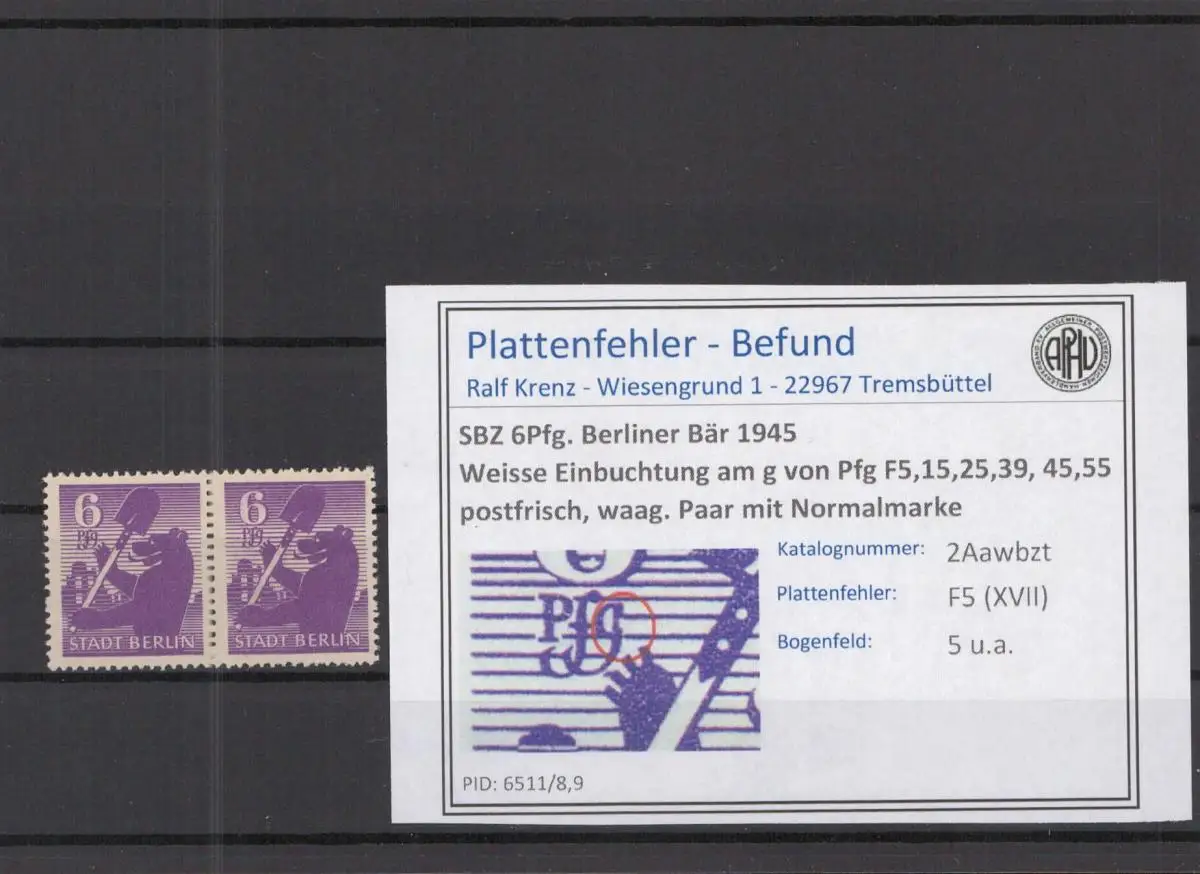 Plattenfehler - Befund
Ralf Krenz - Wiesengrund 1 - 22967 Tremsbüttel
SBZ 6Pfg. Berliner Bär 1945
Weisse Einbuchtung am g von Pfg F5,15,25,39, 45,55
postfrisch, waag. Paar mit Normalmarke
Katalognummer: 2Aawbzt
Plattenfehler: F5 (XVII)
Bogenfeld: 5 u.a.
Pfg
PID: 6511/8,9
APHV
6 6
Pfg Pfg
STADT BERLIN STADT BERLIN